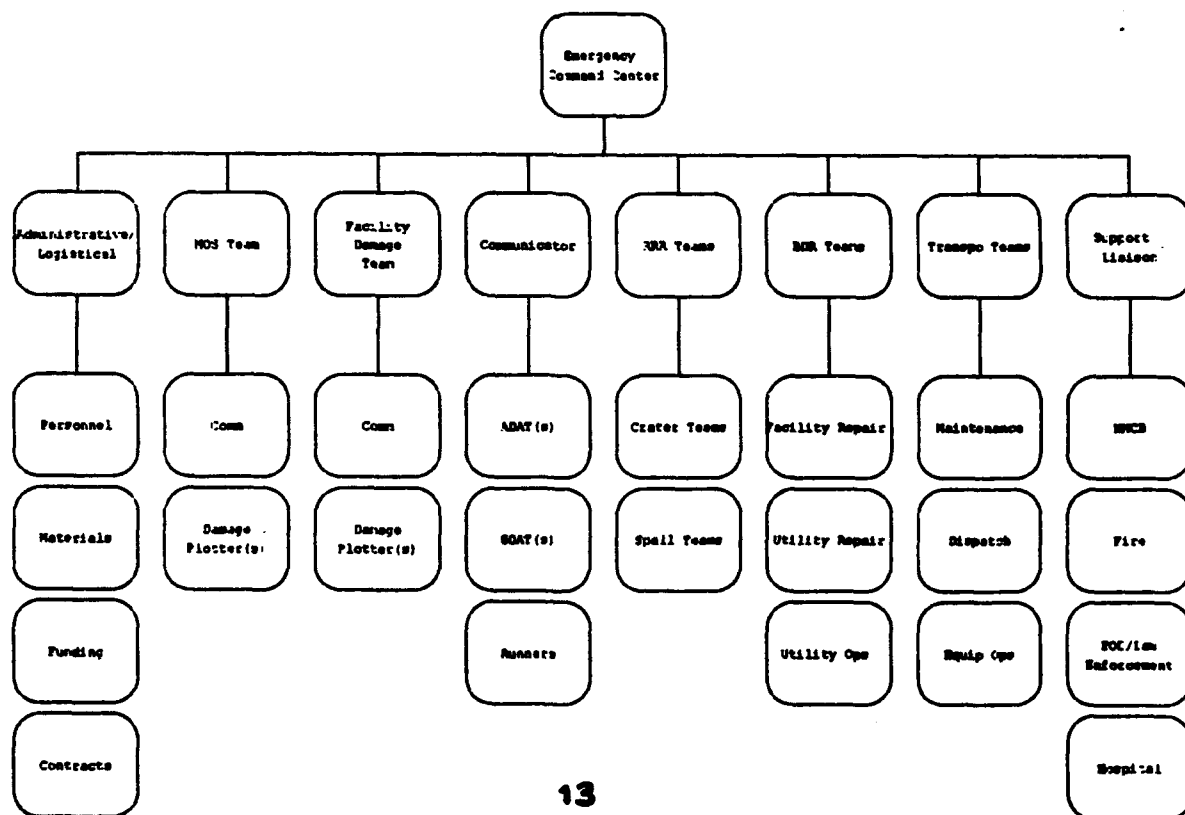 Emergency
Command Center
Administrative/
Logistical
MOS Team
Facility
Damage
Team
Communicator
RRR Teams
BDR Teams
Transpo Teams
Support
Liaison
Personnel
Comm
Comm
ADAT(s)
Crater Teams
Facility Repair
Maintenance
NMCB
Materials
Damage
Plotter(s)
Damage
Plotter(s)
Spall Teams
Utility Repair
Dispatch
Fire
Funding
Runners
Utility Ops
Equip Ops
Enforcement
Contracts
Hospital
13